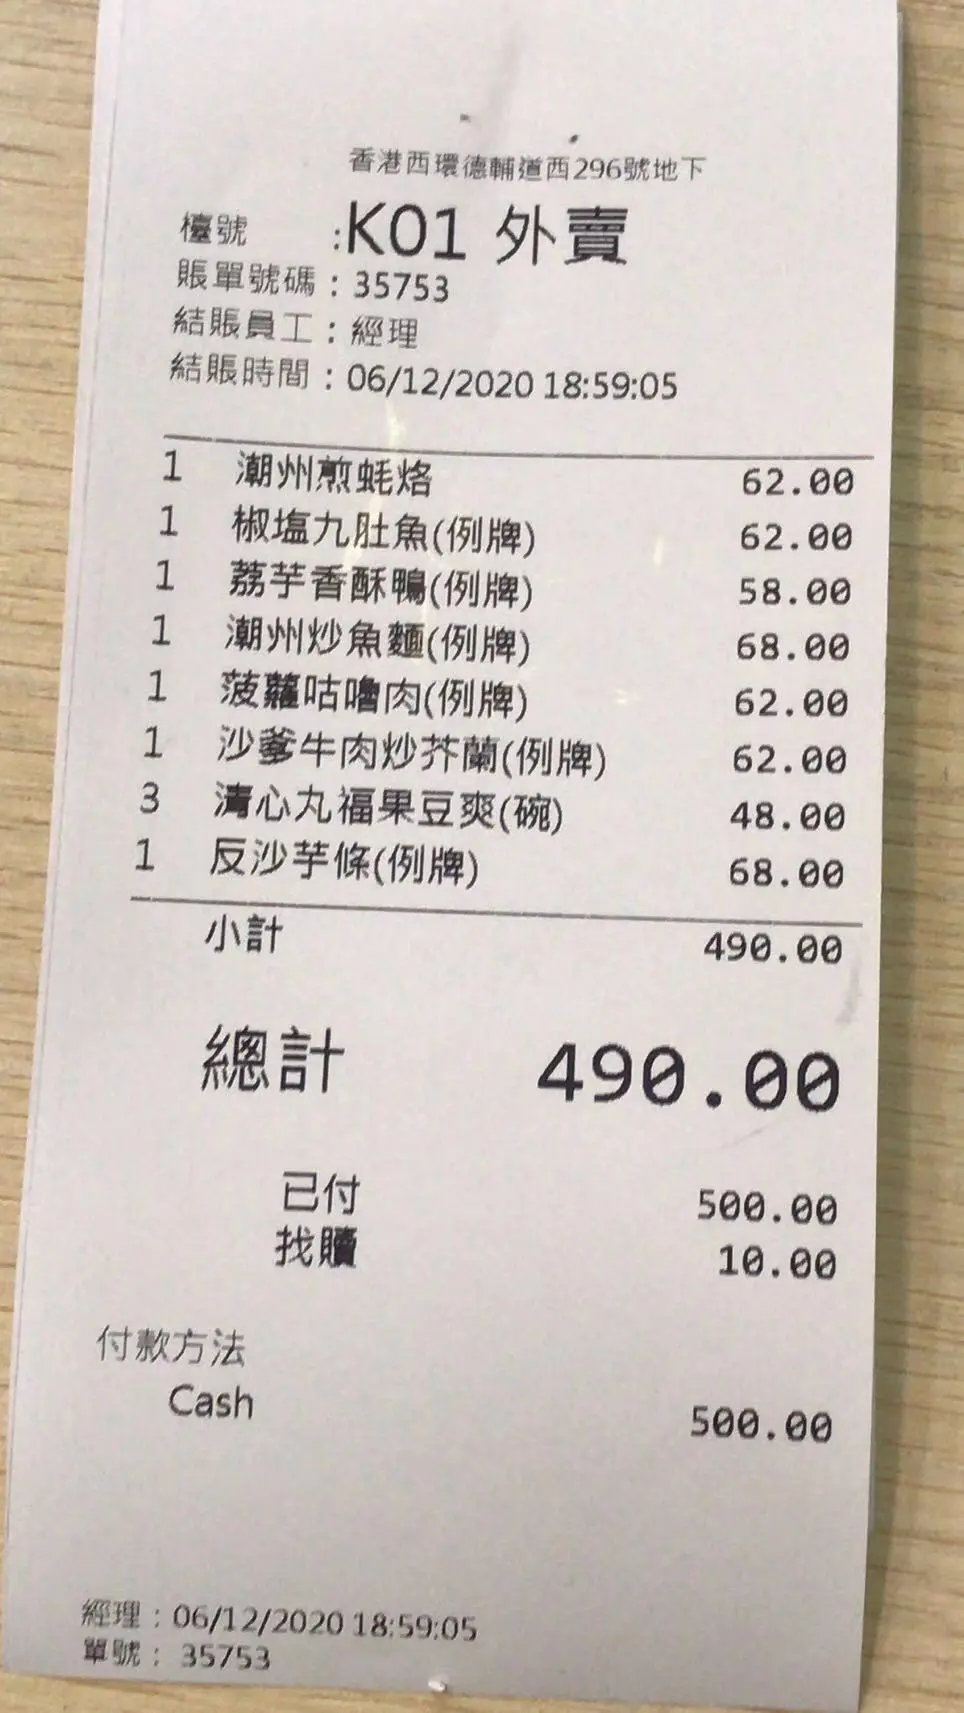 香港西環德輔道西296號地下
檯號 :K01 外賣
賬單號碼：35753
結賬員工：經理
結賬時間：06/12/2020 18:59:05
1 潮州煎蚝烙 62.00
1 椒塩九肚魚(例牌) 62.00
1 荔芋香酥鴨(例牌) 58.00
1 潮州炒魚麵(例牌) 68.00
1 菠蘿咕嚕肉(例牌) 62.00
1 沙爹牛肉炒芥蘭(例牌) 62.00
3 清心丸福果豆爽(碗) 48.00
1 反沙芋條(例牌) 68.00
小計 490.00
總計 490.00
已付 500.00
找贖 10.00
付款方法
Cash 500.00
經理：06/12/2020 18:59:05
單號： 35753